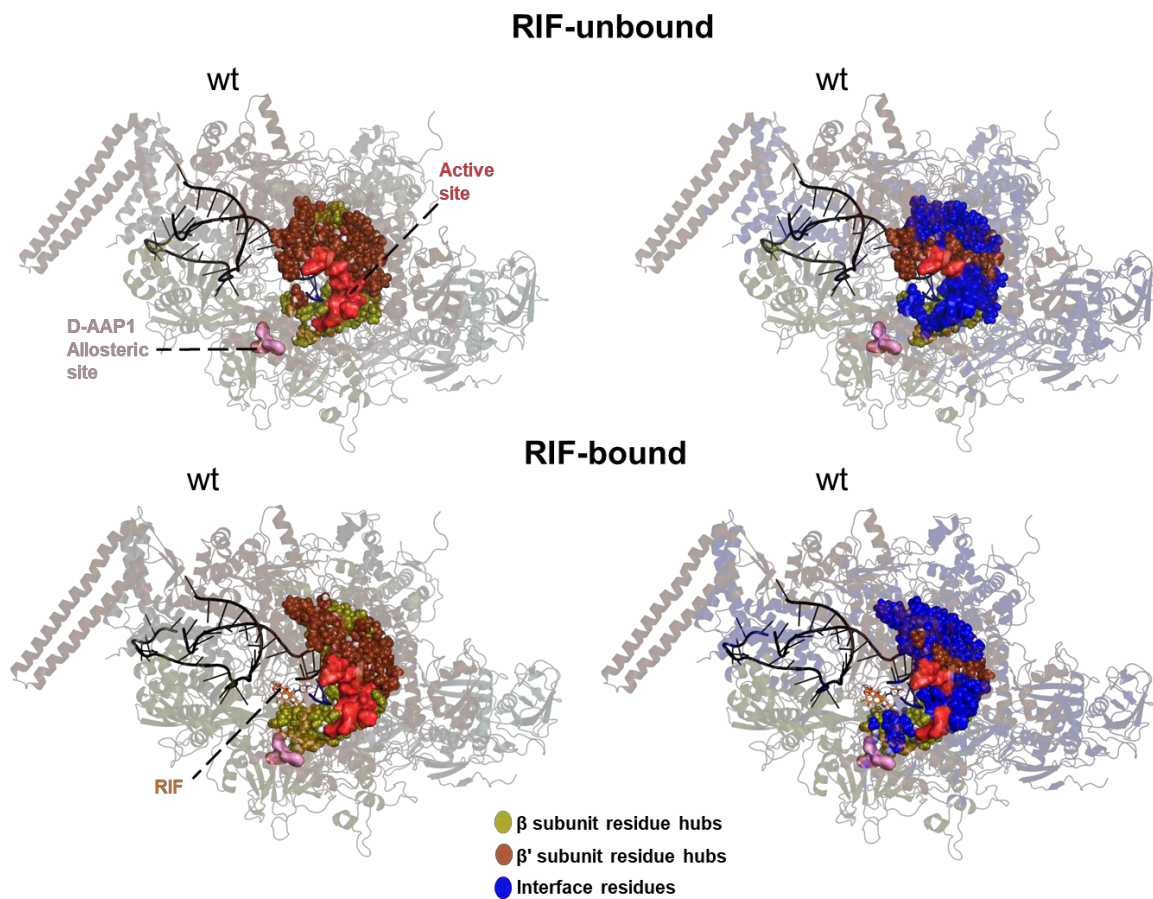 RIF-unbound
wt
wt
Active
site
D-AAP1
Allosteric
site
RIF-bound
wt
wt
RIF
β subunit residue hubs
β' subunit residue hubs
Interface residues